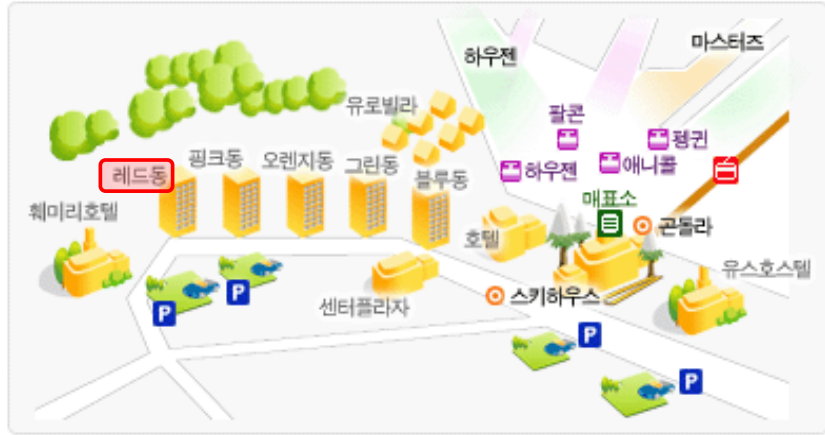 하우젠
마스터즈
유로빌라
팔콘
펭귄
핑크동
오렌지동
그린동
하우젠
애니콜
레드동
블루동
매표소
훼미리호텔
호텔
곤돌라
유스호스텔
센터플라자
스키하우스
P
P
P
P